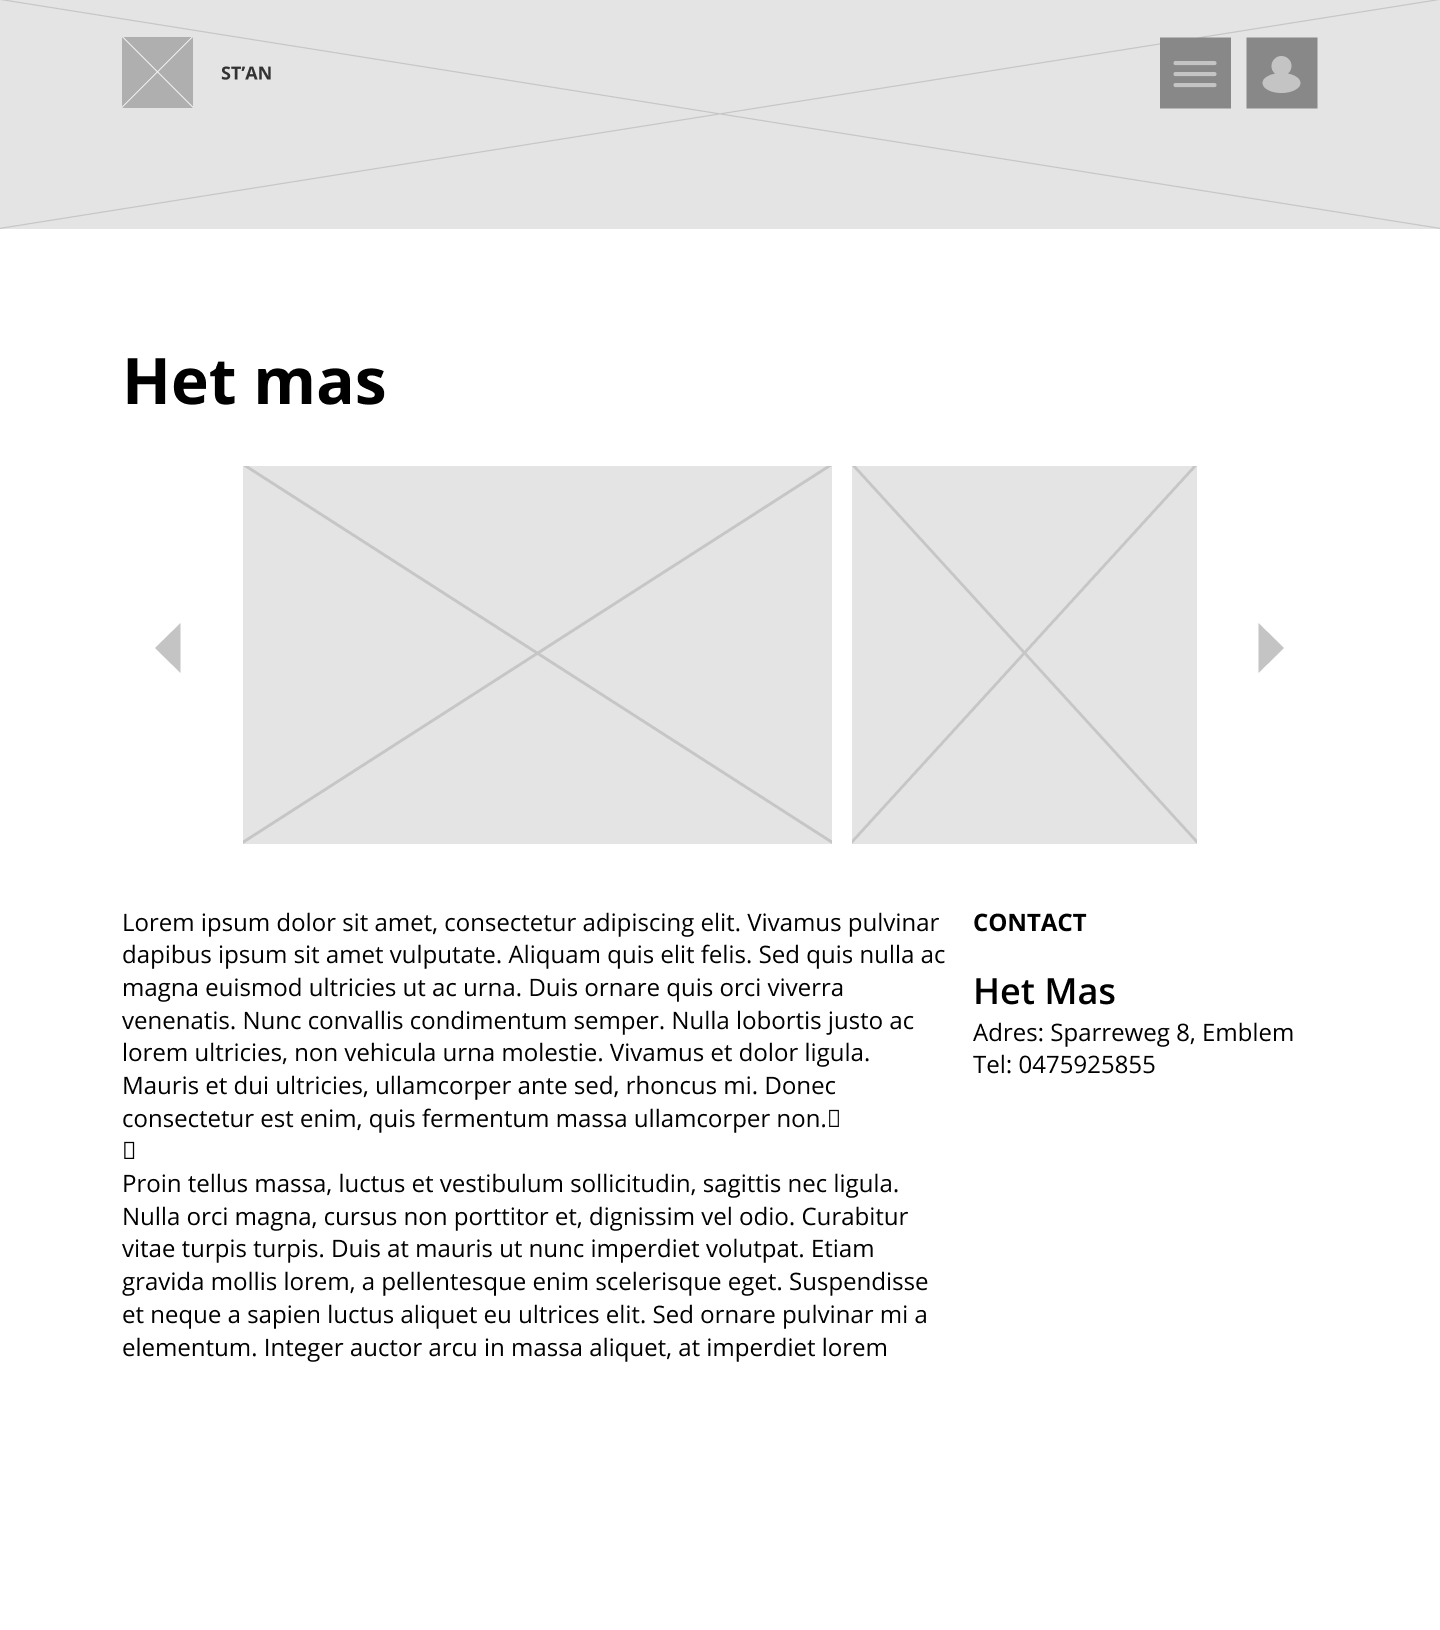 ST’AN
Het mas
Lorem ipsum dolor sit amet, consectetur adipiscing elit. Vivamus pulvinar
dapibus ipsum sit amet vulputate. Aliquam quis elit felis. Sed quis nulla ac
magna euismod ultricies ut ac urna. Duis ornare quis orci viverra
venenatis. Nunc convallis condimentum semper. Nulla lobortis justo ac
lorem ultricies, non vehicula urna molestie. Vivamus et dolor ligula.
Mauris et dui ultricies, ullamcorper ante sed, rhoncus mi. Donec
consectetur est enim, quis fermentum massa ullamcorper non.
Proin tellus massa, luctus et vestibulum sollicitudin, sagittis nec ligula.
Nulla orci magna, cursus non porttitor et, dignissim vel odio. Curabitur
vitae turpis turpis. Duis at mauris ut nunc imperdiet volutpat. Etiam
gravida mollis lorem, a pellentesque enim scelerisque eget. Suspendisse
et neque a sapien luctus aliquet eu ultrices elit. Sed ornare pulvinar mi a
elementum. Integer auctor arcu in massa aliquet, at imperdiet lorem
CONTACT
Het Mas
Adres: Sparreweg 8, Emblem
Tel: 0475925855